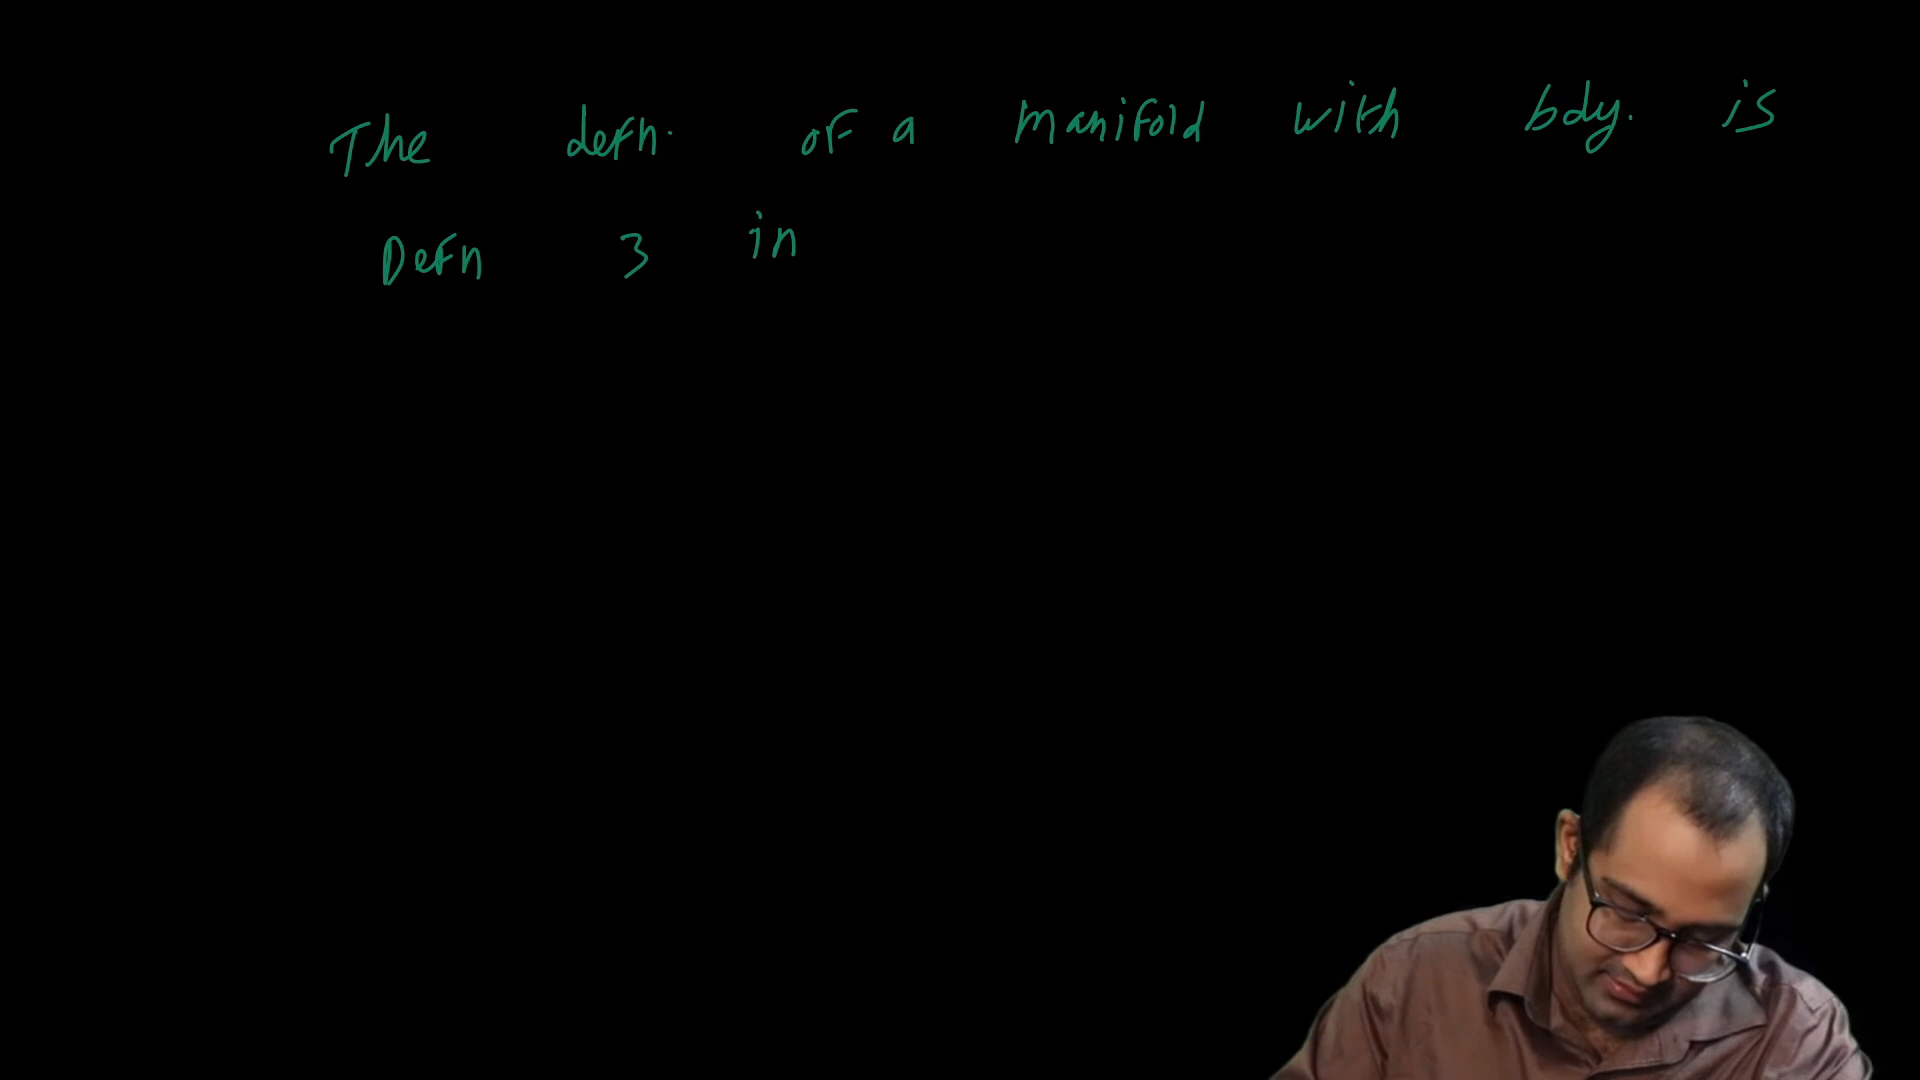 The defn. of a manifold with bdy. is
Defn 3 in